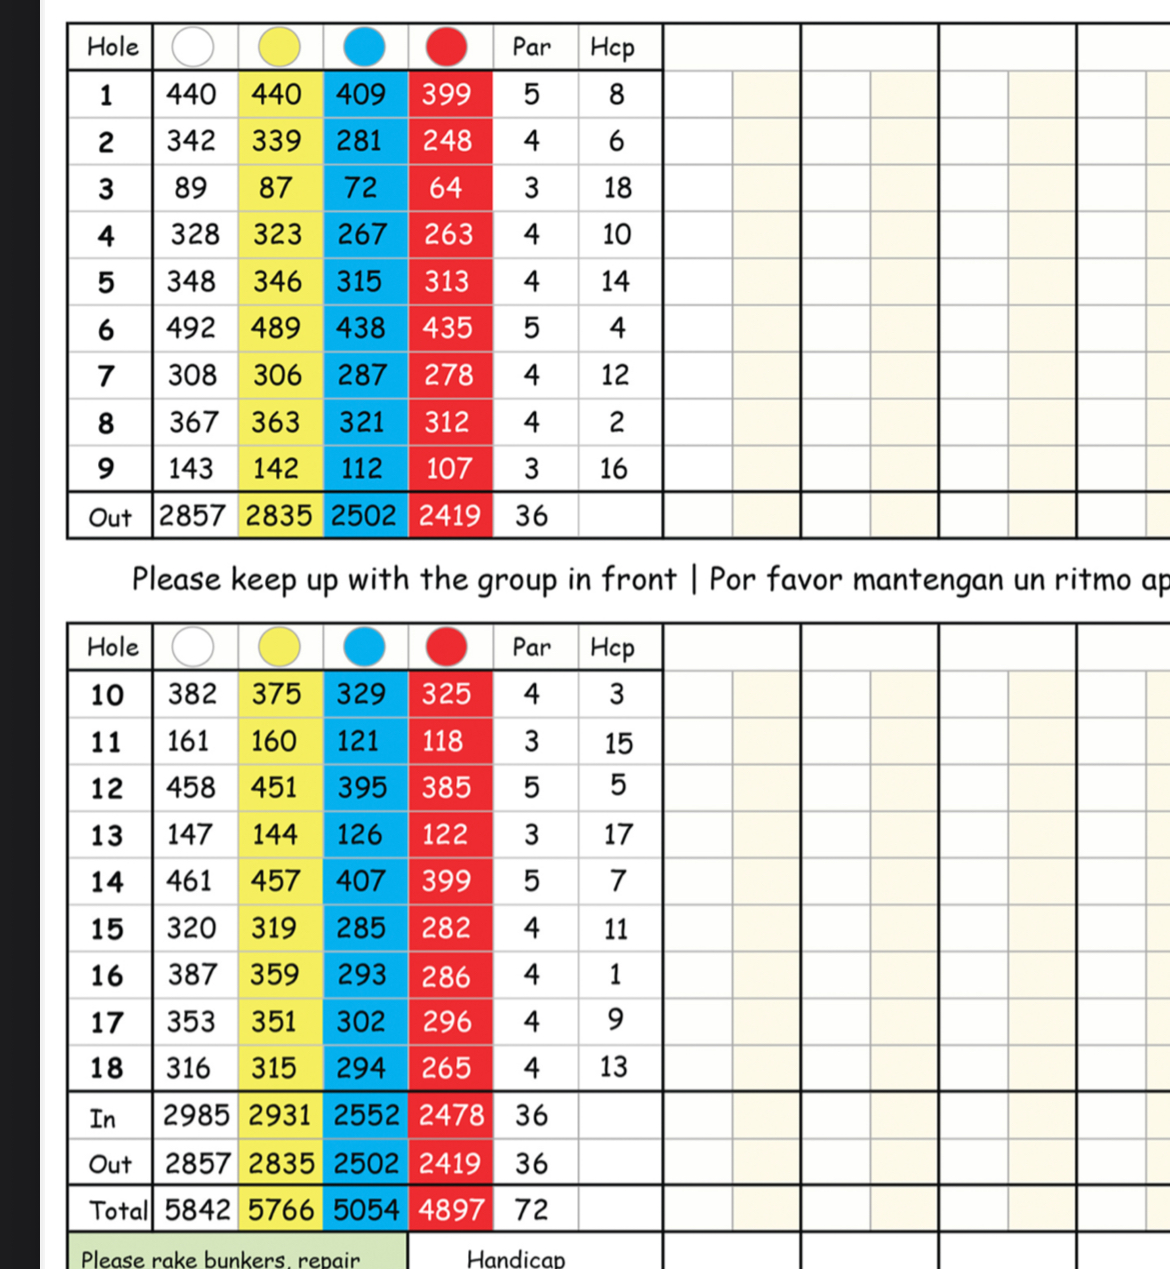 Hole Par Hcp
1 440 440 409 399 5 8
2 342 339 281 248 4 6
3 89 87 72 64 3 18
4 328 323 267 263 4 10
5 348 346 315 313 4 14
6 492 489 438 435 5 4
7 308 306 287 278 4 12
8 367 363 321 312 4 2
9 143 142 112 107 3 16
Out 2857 2835 2502 2419 36
Please keep up with the group in front | Por favor mantengan un ritmo ap
Hole Par Hcp
10 382 375 329 325 4 3
11 161 160 121 118 3 15
12 458 451 395 385 5 5
13 147 144 126 122 3 17
14 461 457 407 399 5 7
15 320 319 285 282 4 11
16 387 359 293 286 4 1
17 353 351 302 296 4 9
18 316 315 294 265 4 13
In 2985 2931 2552 2478 36
Out 2857 2835 2502 2419 36
Total 5842 5766 5054 4897 72
Please rake bunkers, repair Handicap